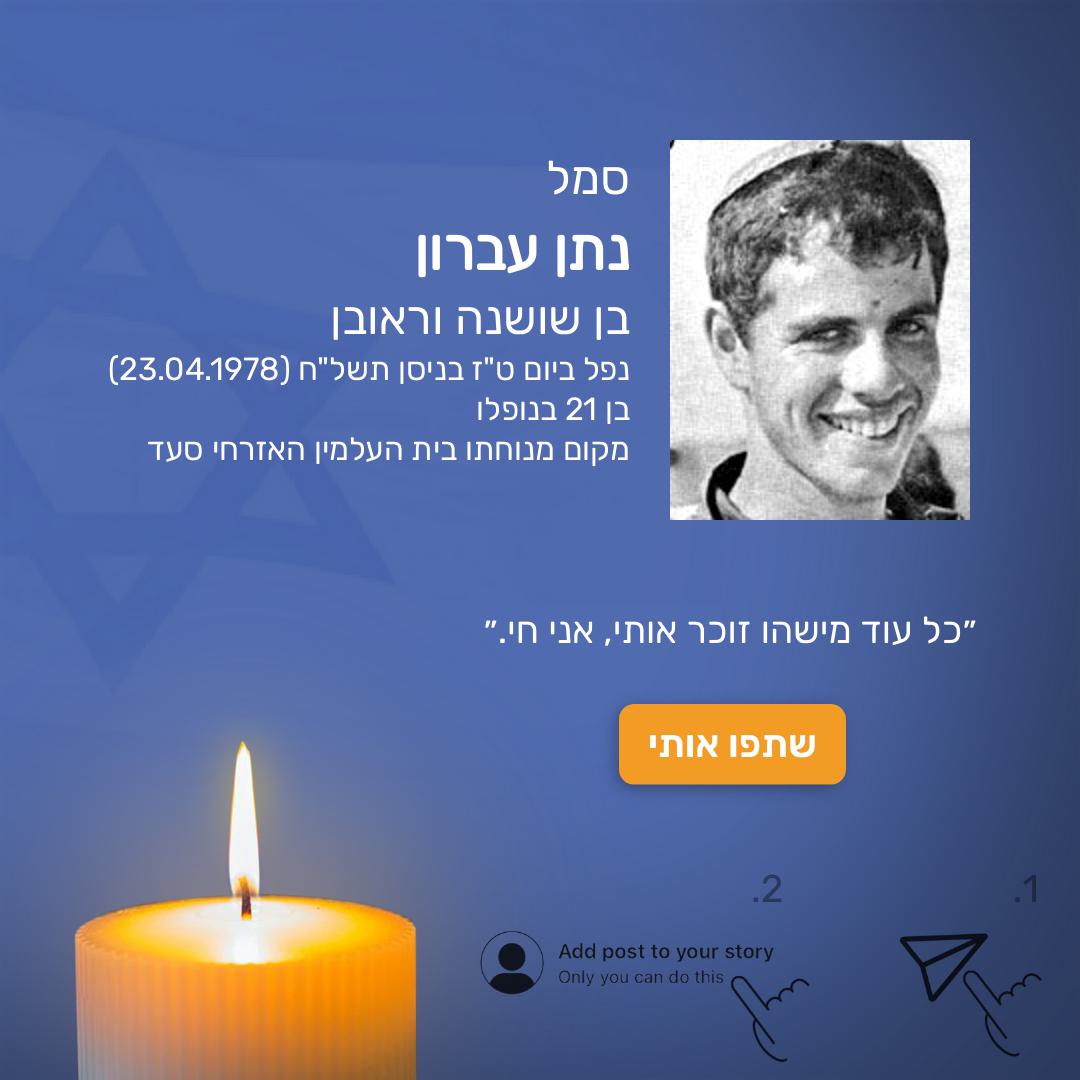 סמל
נתן עברון
בן שושנה וראובן
נפל ביום ט"ז בניסן תשל"ח (23.04.1978)
בן 21 בנופלו
מקום מנוחתו בית העלמין האזרחי סעד
״כל עוד מישהו זוכר אותי, אני חי.״
שתפו אותי
1.
2.
Add post to your story
Only you can do this